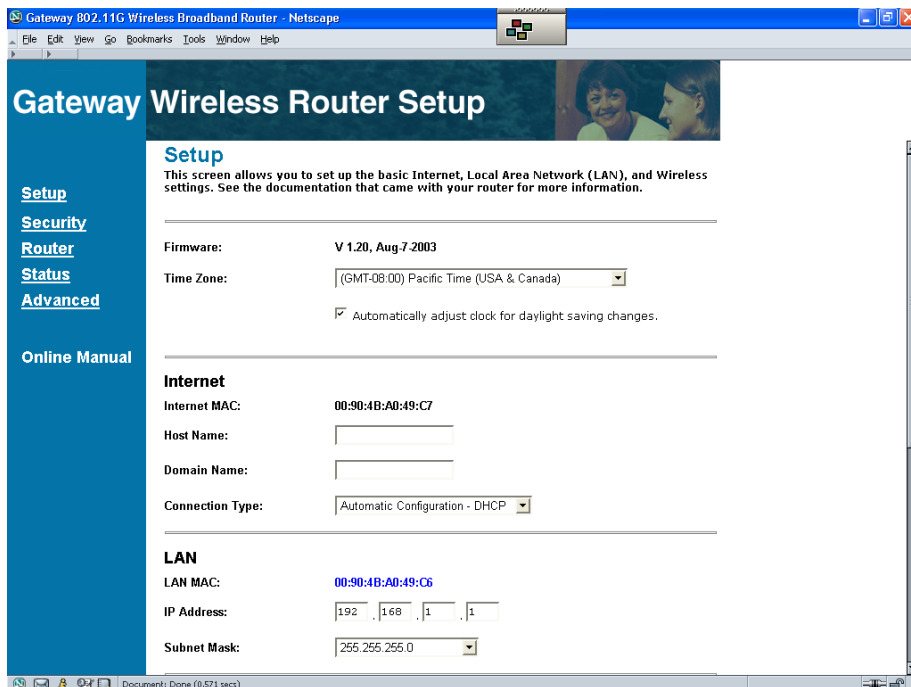 Gateway 802.11G Wireless Broadband Router - Netscape
File Edit View Go Bookmarks Tools Window Help
Gateway Wireless Router Setup
Setup
Security
Router
Status
Advanced
Online Manual
Setup
This screen allows you to set up the basic Internet, Local Area Network (LAN), and Wireless
settings. See the documentation that came with your router for more information.
Firmware: V 1.20, Aug-7-2003
Time Zone: (GMT-08:00) Pacific Time (USA & Canada)
Automatically adjust clock for daylight saving changes.
Internet
Internet MAC: 00:90:4B:A0:49:C7
Host Name:
Domain Name:
Connection Type: Automatic Configuration - DHCP
LAN
LAN MAC: 00:90:4B:A0:49:C6
IP Address: 192 . 168 . 1 . 1
Subnet Mask: 255.255.255.0
Document: Done (0.571 secs)